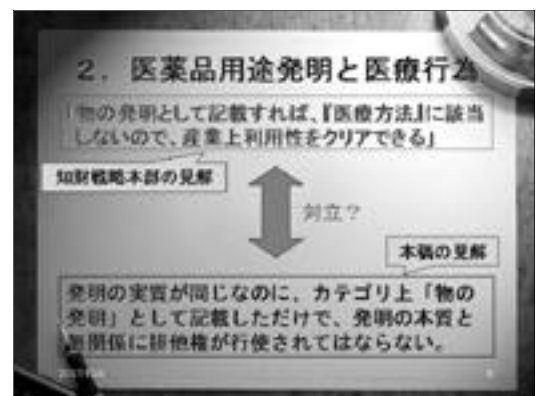 2．医薬品用途発明と医療行為
「物の発明として記載すれば、『医療方法』に該当
しないので、産業上利用性をクリアできる」
知財戦略本部の見解
対立？
本稿の見解
発明の実質が同じなのに、カテゴリ上「物の
発明」として記載しただけで、発明の本質と
無関係に排他権が行使されてはならない。